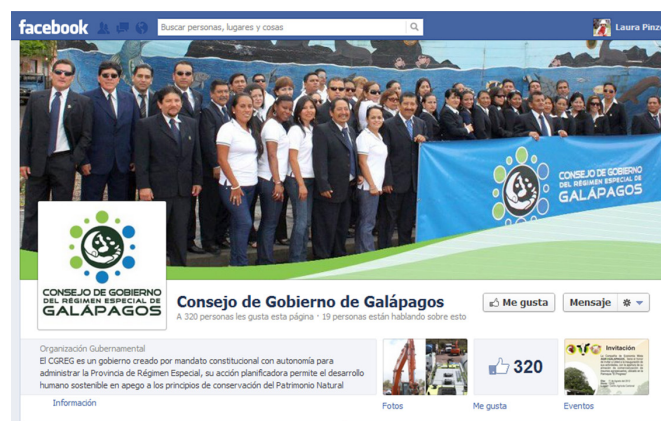 facebook
Buscar personas, lugares y cosas
Laura Pinzo
CONSEJO DE GOBIERNO
DEL RÉGIMEN ESPECIAL DE
GALÁPAGOS
CONSEJO DE GOBIERNO
DEL RÉGIMEN ESPECIAL DE
GALÁPAGOS
Consejo de Gobierno de Galápagos
A 320 personas les gusta esta página · 19 personas están hablando sobre esto
Me gusta
Mensaje
Organización Gubernamental
El CGREG es un gobierno creado por mandato constitucional con autonomía para
administrar la Provincia de Régimen Especial, su acción planificadora permite el desarrollo
humano sostenible en apego a los principios de conservación del Patrimonio Natural
Información
320
Invitación
Fotos
Me gusta
Eventos